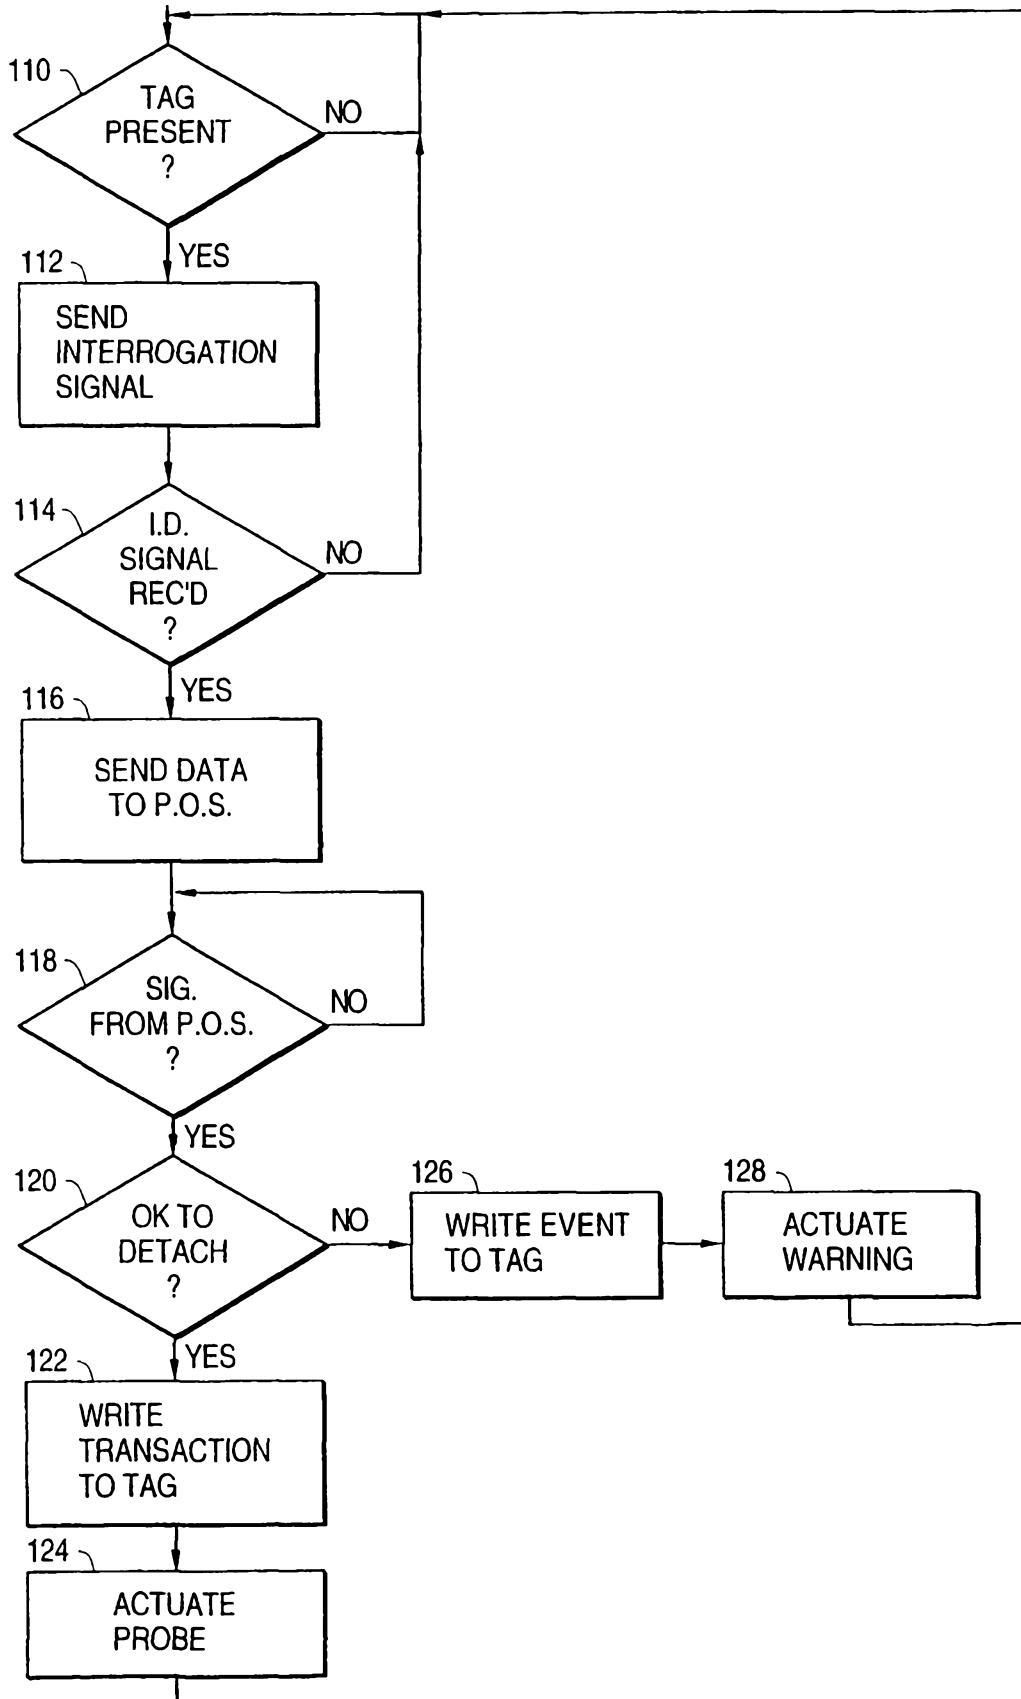 110
TAG
PRESENT
?
NO
YES
112
SEND
INTERROGATION
SIGNAL
114
I.D.
SIGNAL
REC'D
?
NO
YES
116
SEND DATA
TO P.O.S.
118
SIG.
FROM P.O.S.
?
NO
YES
120
OK TO
DETACH
?
NO
126
WRITE EVENT
TO TAG
128
ACTUATE
WARNING
YES
122
WRITE
TRANSACTION
TO TAG
124
ACTUATE
PROBE